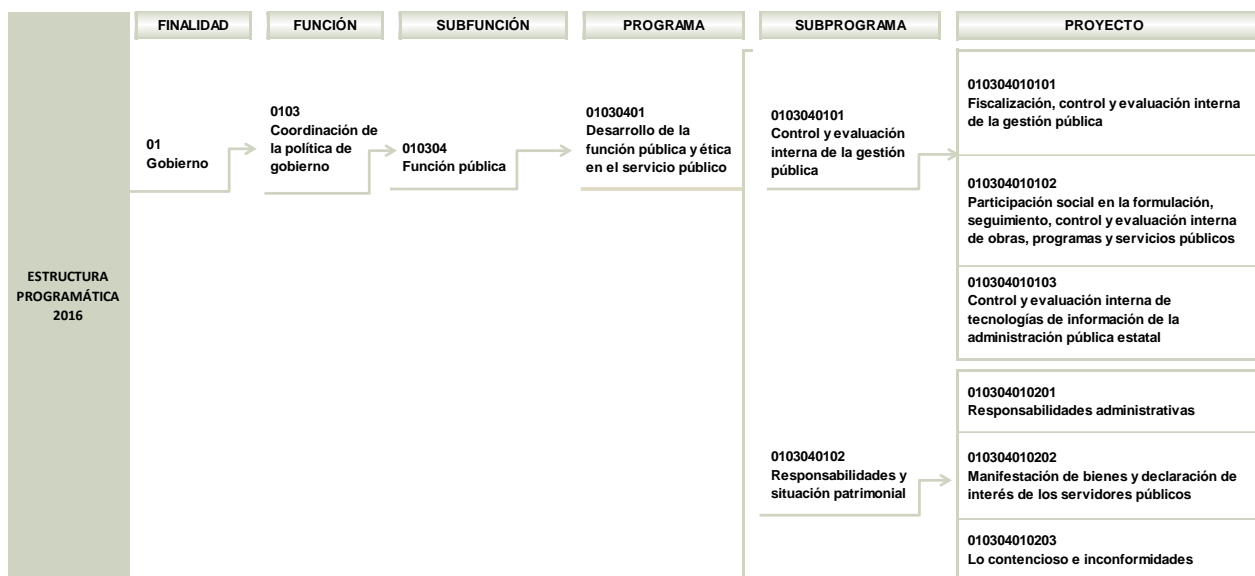 FINALIDAD
FUNCIÓN
SUBFUNCIÓN
PROGRAMA
SUBPROGRAMA
PROYECTO
ESTRUCTURA
PROGRAMÁTICA
2016
01
Gobierno
0103
Coordinación de
la política de
gobierno
010304
Función pública
01030401
Desarrollo de la
función pública y ética
en el servicio público
0103040101
Control y evaluación
interna de la gestión
pública
010304010101
Fiscalización, control y evaluación interna
de la gestión pública
010304010102
Participación social en la formulación,
seguimiento, control y evaluación interna
de obras, programas y servicios públicos
010304010103
Control y evaluación interna de
tecnologías de información de la
administración pública estatal
0103040102
Responsabilidades y
situación patrimonial
010304010201
Responsabilidades administrativas
010304010202
Manifestación de bienes y declaración de
interés de los servidores públicos
010304010203
Lo contencioso e inconformidades